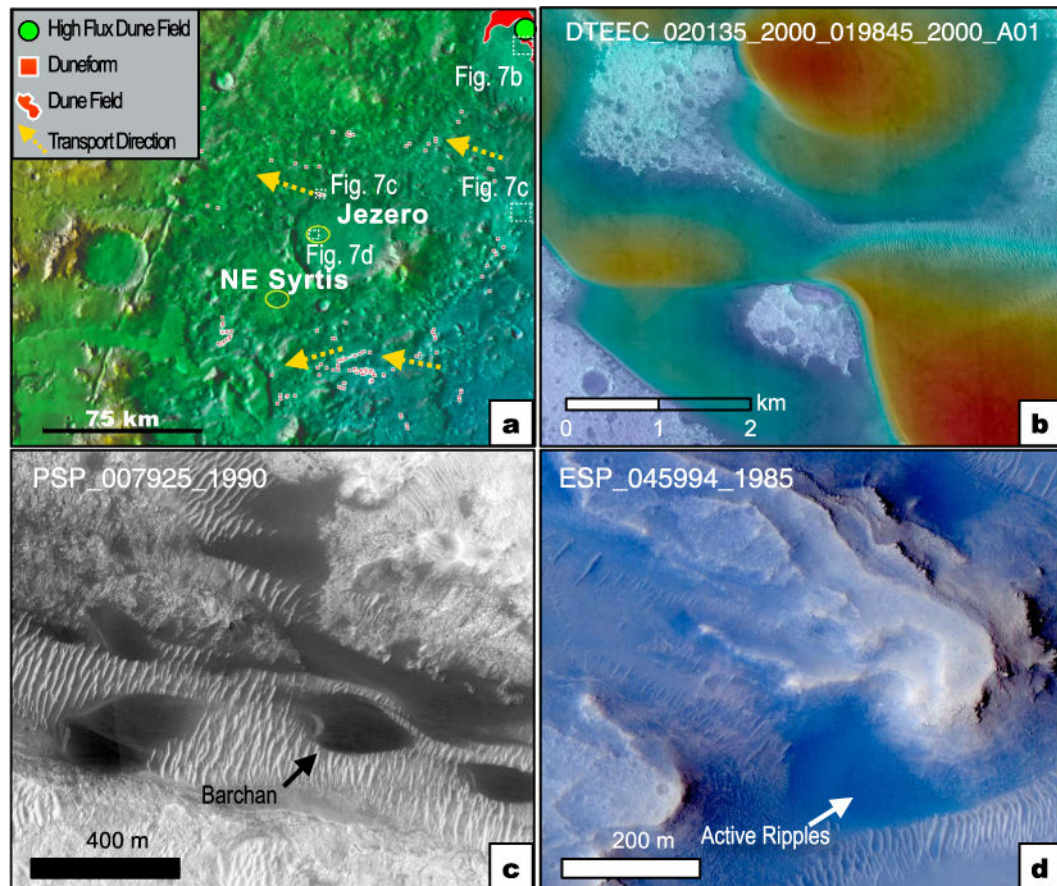 High Flux Dune Field
Duneform
Dune Field
Transport Direction
Fig. 7b
Fig. 7c
Fig. 7c
Jezero
Fig. 7d
NE Syrtis
75 km
a
DTEEC_020135_2000_019845_2000_A01
km
0 1 2
b
PSP_007925_1990
Barchan
400 m
c
ESP_045994_1985
Active Ripples
200 m
d